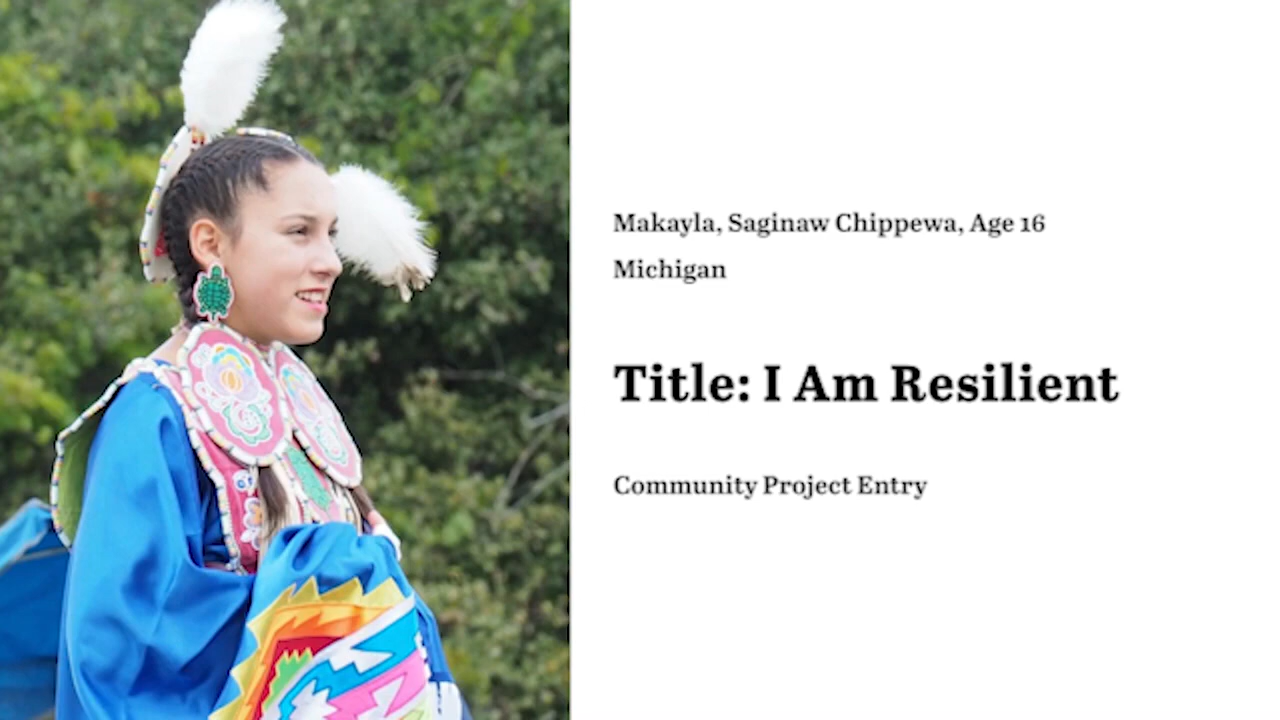 Makayla, Saginaw Chippewa, Age 16
Michigan
Title: I Am Resilient
Community Project Entry